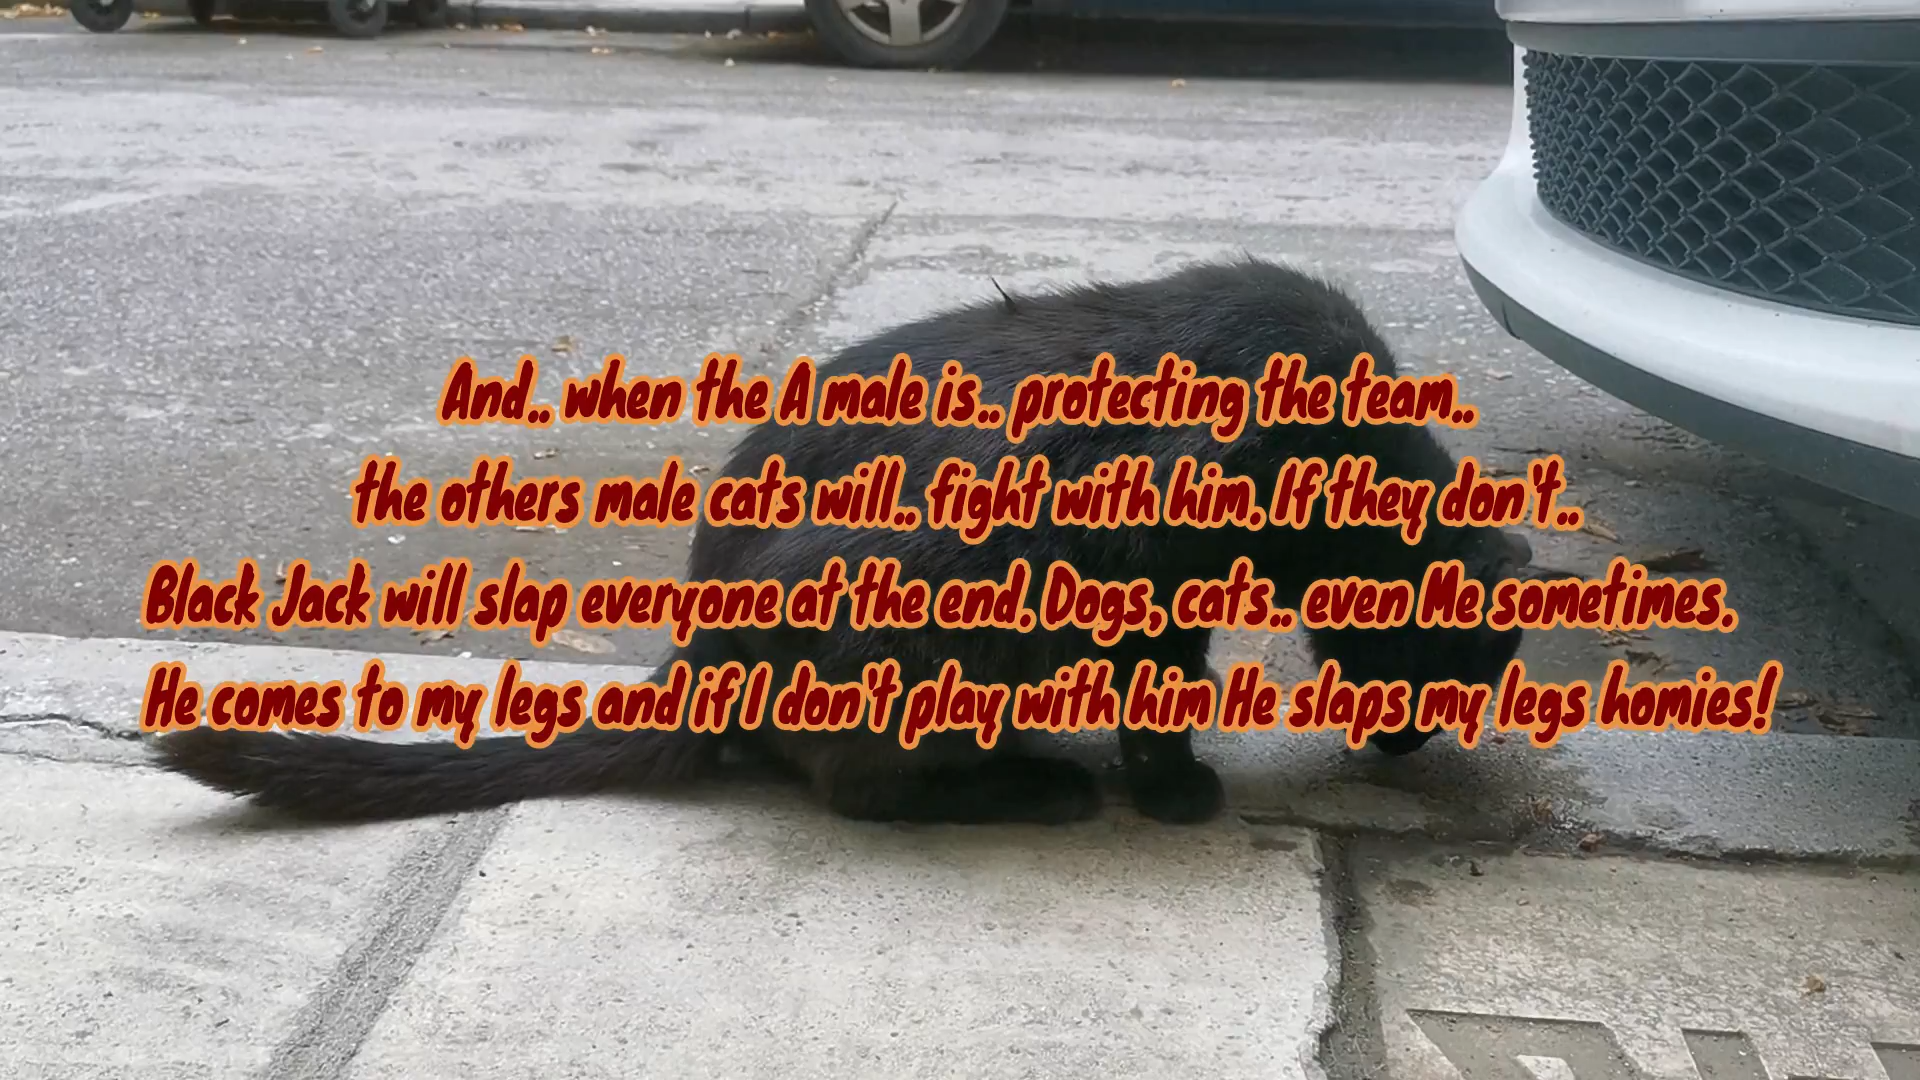 And.. when the A male is.. protecting the team..
the others male cats will.. fight with him. If they don't..
Black Jack will slap everyone at the end. Dogs, cats.. even Me sometimes.
He comes to my legs and if I don't play with him He slaps my legs homies!